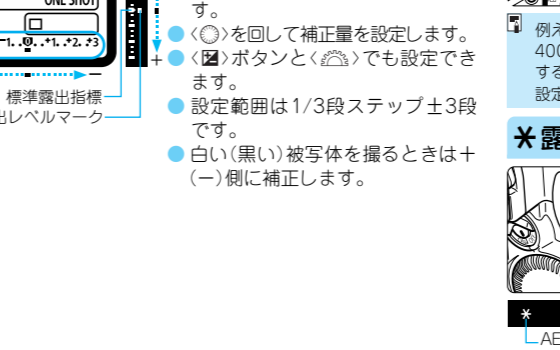 ONE SHOT
-1..0..+1.+2.+3
+
−
標準露出指標
出レベルマーク
す。
●〈〉を回して補正量を設定します。
●〈〉ボタンと〈〉でも設定でき
ます。
●設定範囲は1/3段ステップ±3段
です。
●白い(黒い)被写体を撮るときは＋
(−)側に補正します。
例え
400
する
設定
＊露
＊
AE